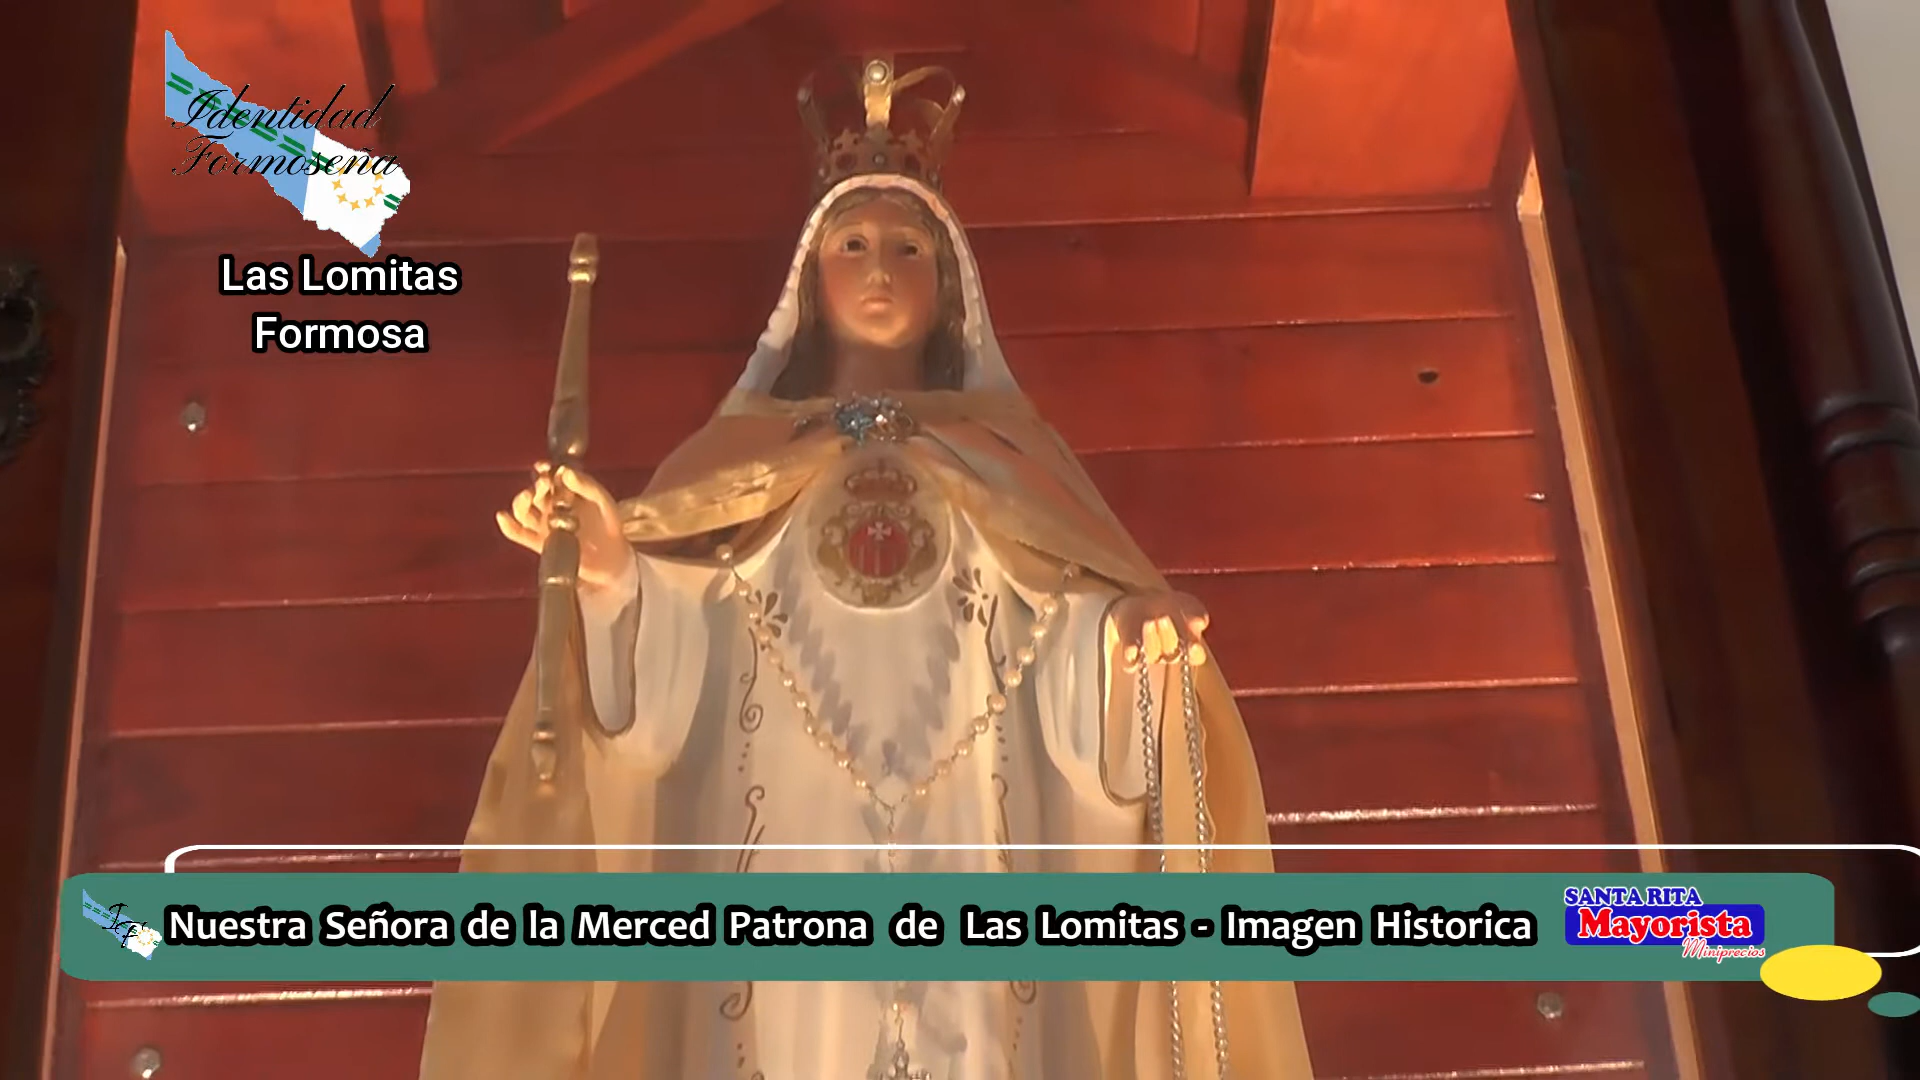 Identidad
Formoseña
Las Lomitas
Formosa
IF
Nuestra Señora de la Merced Patrona de Las Lomitas - Imagen Historica
SANTA RITA
Mayorista
Miniprecios